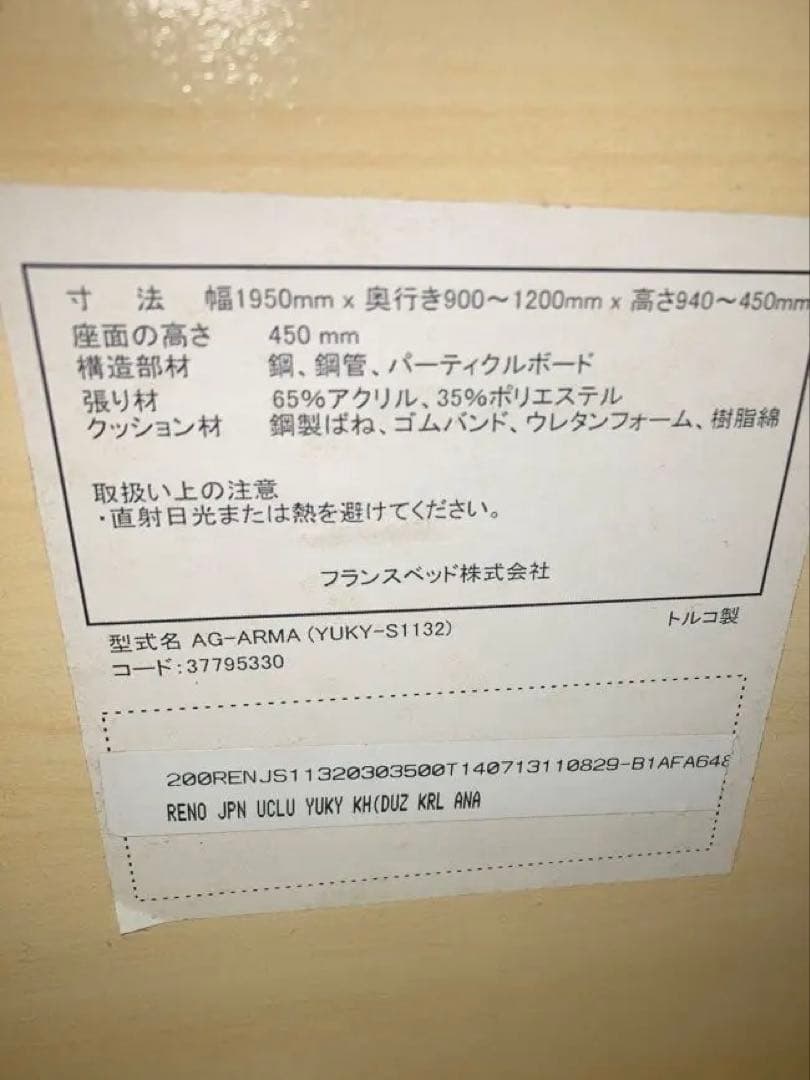 寸　法　幅1950mm x 奥行き900～1200mm x 高さ940～450mm
座面の高さ　450 mm
構造部材　鋼、鋼管、パーティクルボード
張り材　65%アクリル、35%ポリエステル
クッション材　鋼製ばね、ゴムバンド、ウレタンフォーム、樹脂綿
取扱い上の注意
・直射日光または熱を避けてください。
フランスベッド株式会社
トルコ製
型式名 AG-ARMA (YUKY-S1132)
コード:37795330
200RENJS11320303500T140713110829-B1AFA648
RENO JPN UCLU YUKY KH(DUZ KRL ANA